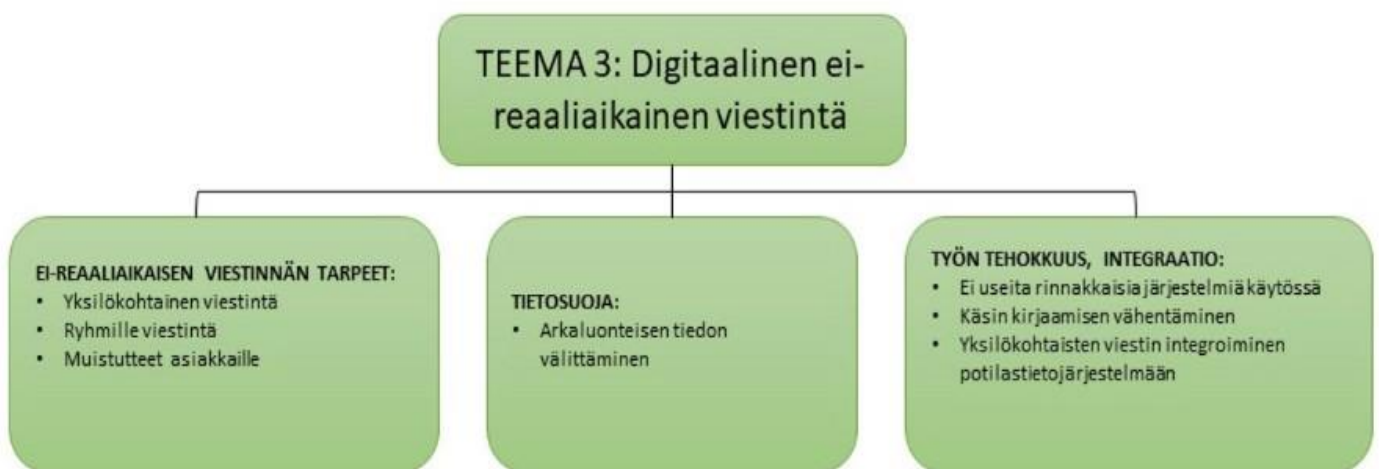 TEEMA 3: Digitaalinen ei-
reaaliaikainen viestintä
EI-REAALIAIKAISEN VIESTINNÄN TARPEET:
• Yksilökohtainen viestintä
• Ryhmille viestintä
• Muistutteet asiakkaille
TIETOSUOJA:
• Arkaluonteisen tiedon
välittäminen
TYÖN TEHOKKUUS, INTEGRAATIO:
• Ei useita rinnakkaisia järjestelmiä käytössä
• Käsin kirjaamisen vähentäminen
• Yksilökohtaisten viestin integroiminen
potilastietojärjestelmään